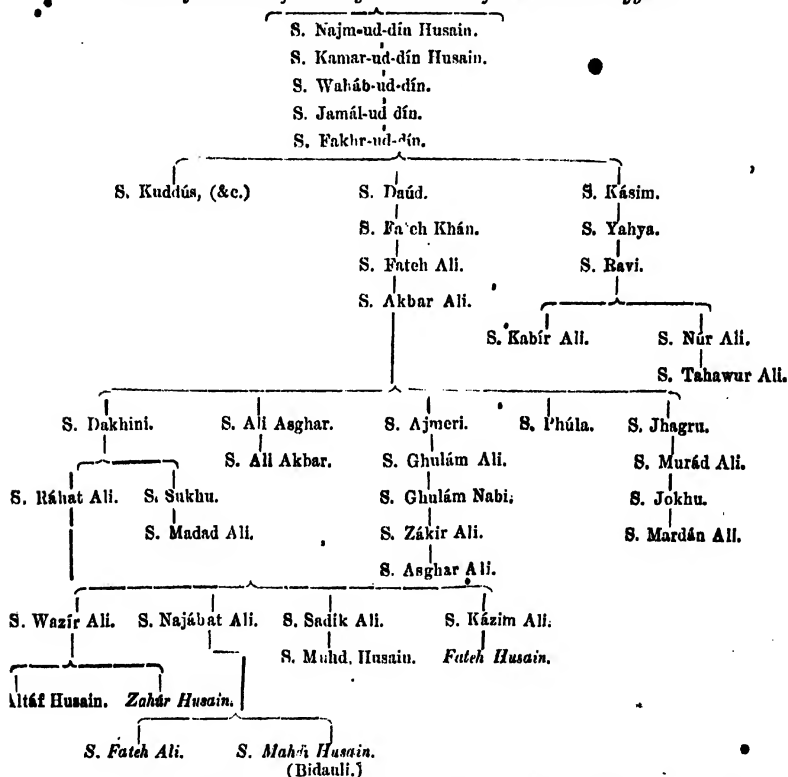 S. Najm-ud-dín Husain.
S. Kamar-ud-dín Husain.
S. Waháb-ud-dín.
S. Jamál-ud dín.
S. Fakhr-ud-dín.
S. Kuddús, (&c.) S. Daúd. S. Kásim.
S. Fateh Khán. S. Yahya.
S. Fateh Ali. S. Ravi.
S. Akbar Ali.
S. Kabír Ali. S. Núr Ali.
S. Tahawur Ali.
S. Dakhini. S. Ali Asghar. S. Ajmeri. S. Phúla. S. Jhagru.
S. Ali Akbar. S. Ghulám Ali. S. Murád Ali.
S. Ráhat Ali. S. Sukhu. S. Ghulám Nabi. S. Jokhu.
S. Madad Ali. S. Zákir Ali. S. Mardán Ali.
S. Asghar Ali.
S. Wazír Ali. S. Najábat Ali. S. Sadik Ali. S. Kázim Ali.
S. Muhd. Husain. Fateh Husain.
Altáf Husain. Zahúr Husain.
S. Fateh Ali. S. Mahdi Husain.
(Bidauli.)